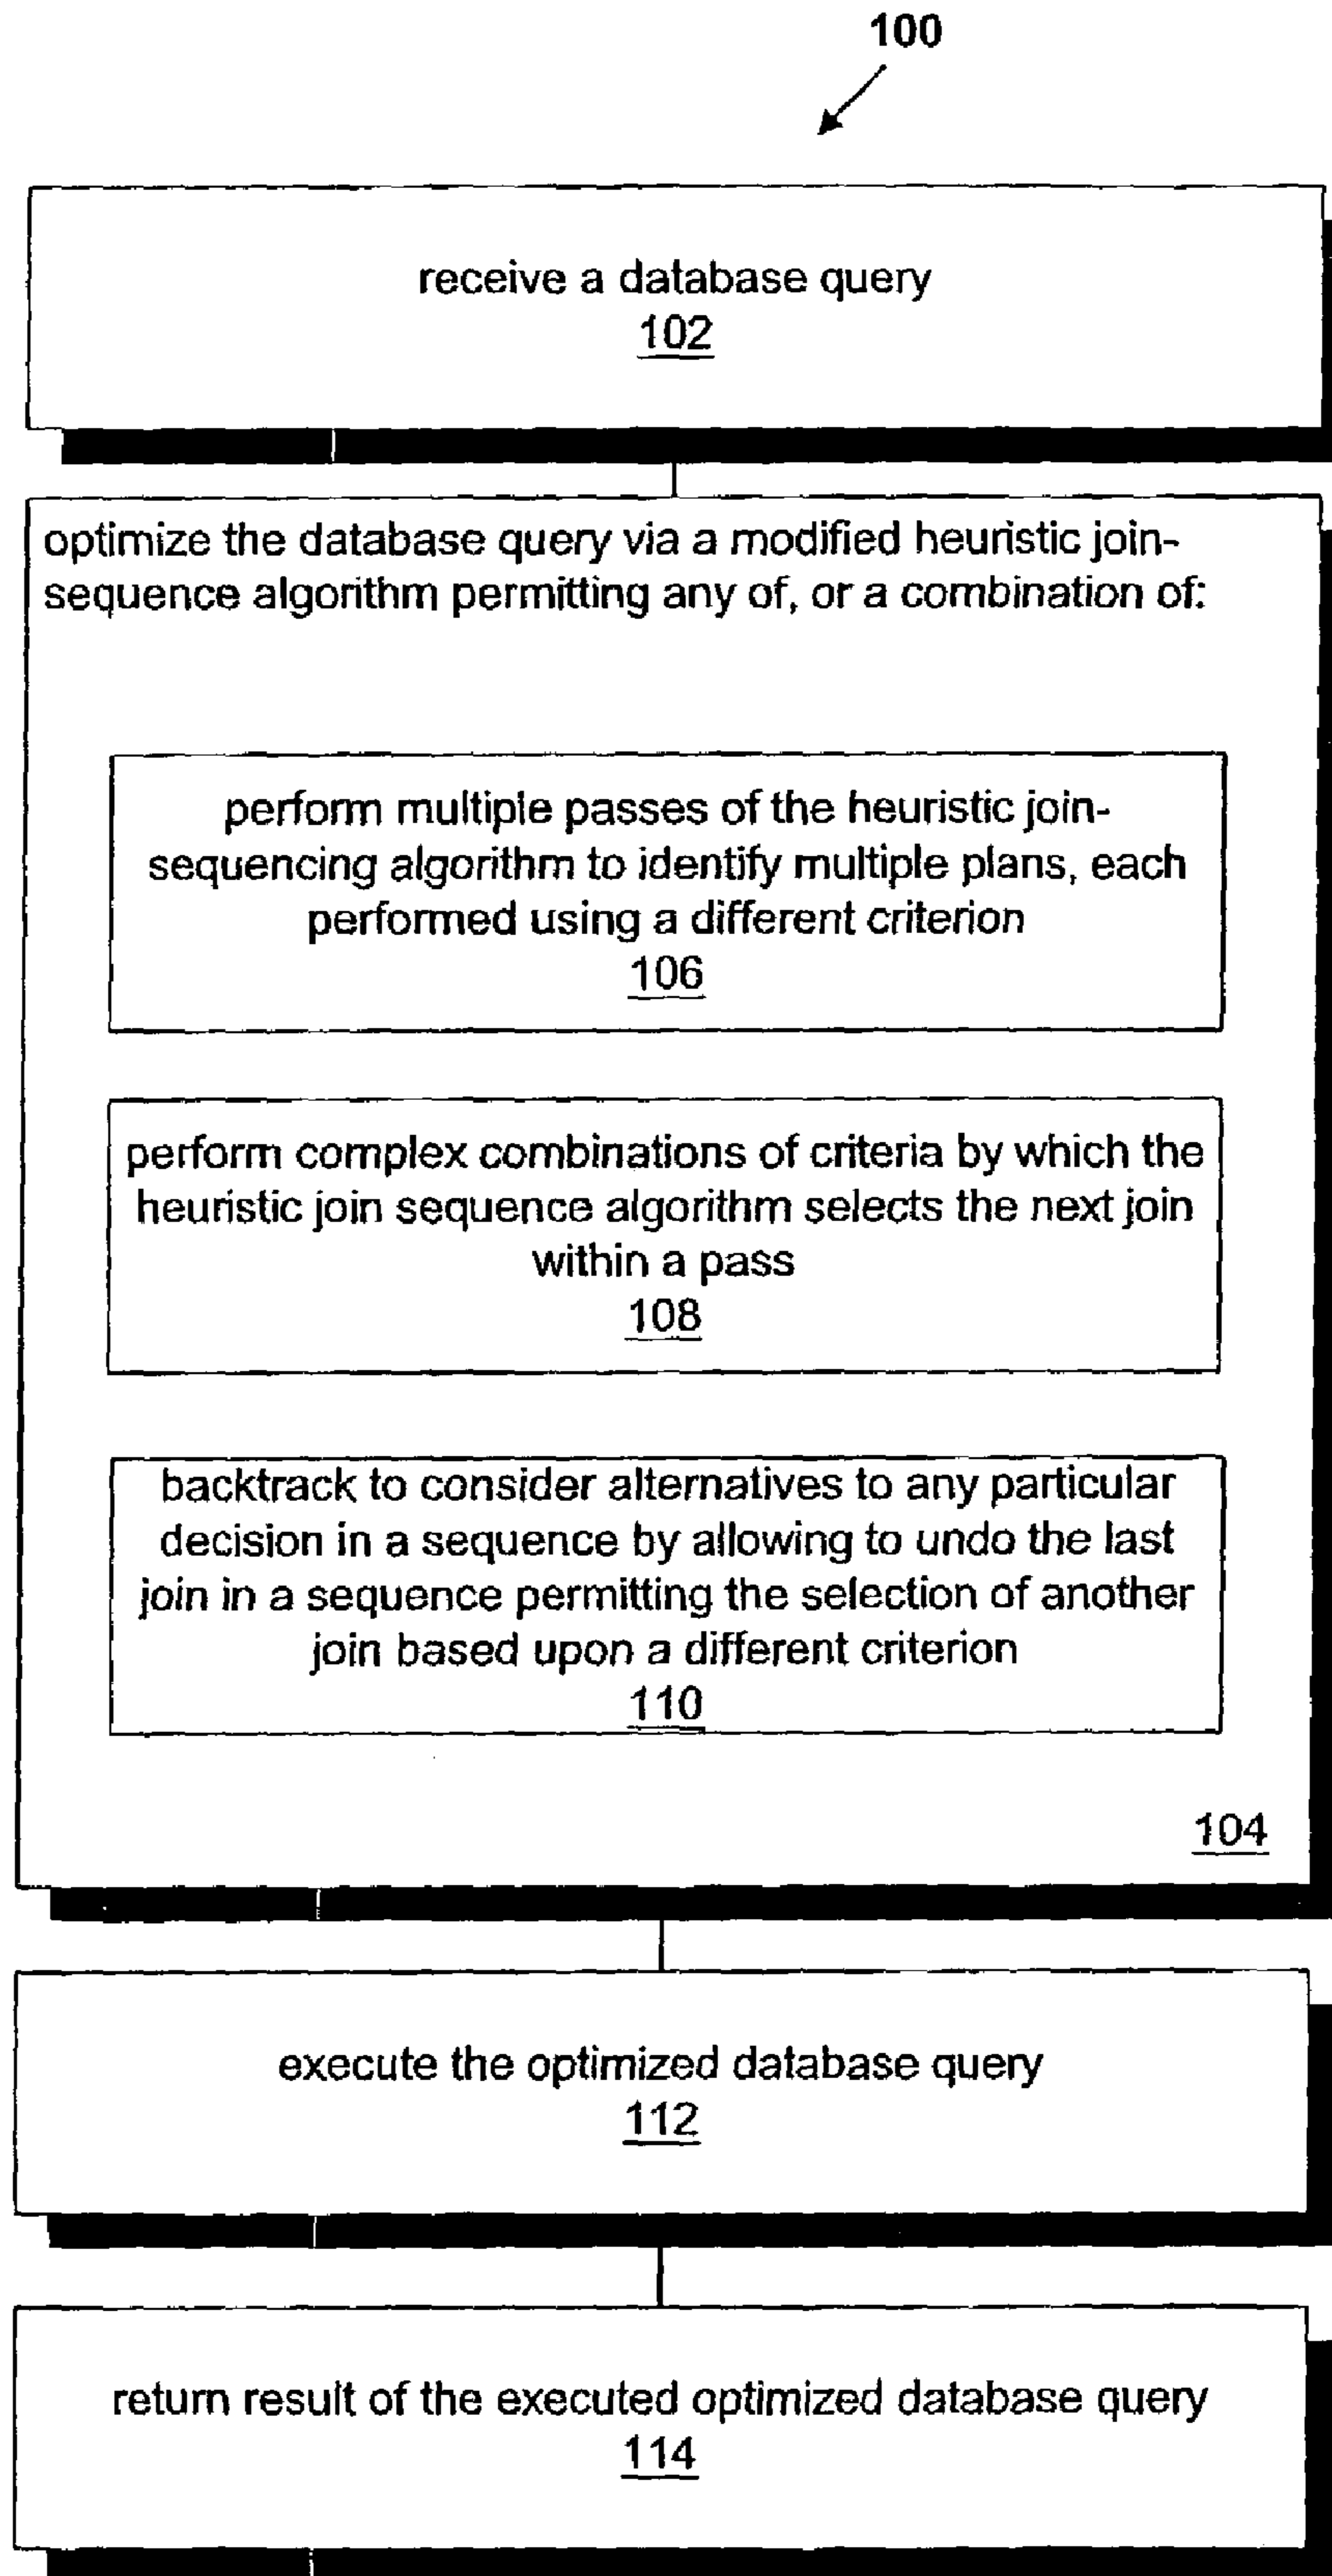 100
receive a database query
102
optimize the database query via a modified heuristic join-
sequence algorithm permitting any of, or a combination of:
perform multiple passes of the heuristic join-
sequencing algorithm to identify multiple plans, each
performed using a different criterion
106
perform complex combinations of criteria by which the
heuristic join sequence algorithm selects the next join
within a pass
108
backtrack to consider alternatives to any particular
decision in a sequence by allowing to undo the last
join in a sequence permitting the selection of another
join based upon a different criterion
110
104
execute the optimized database query
112
return result of the executed optimized database query
114